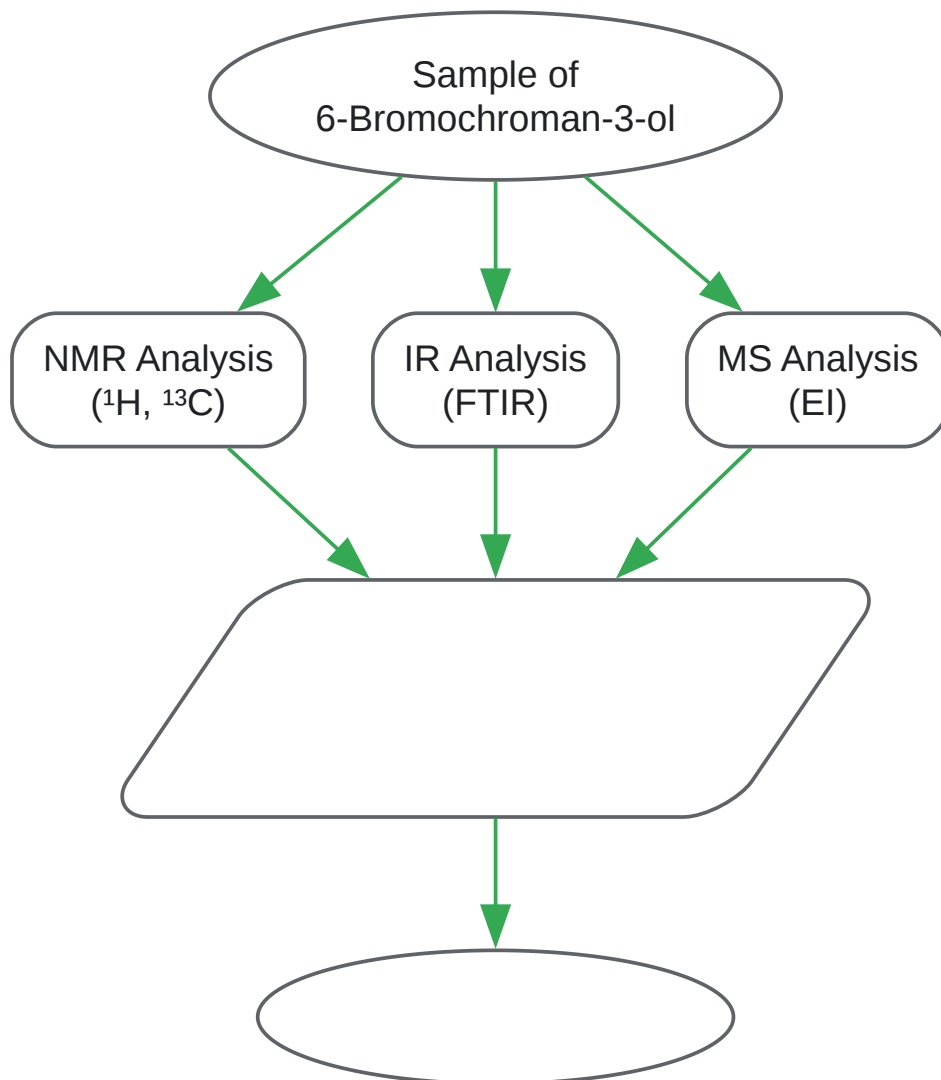 Sample of
6-Bromochroman-3-ol
NMR Analysis
(¹H, ¹³C)
IR Analysis
(FTIR)
MS Analysis
(EI)